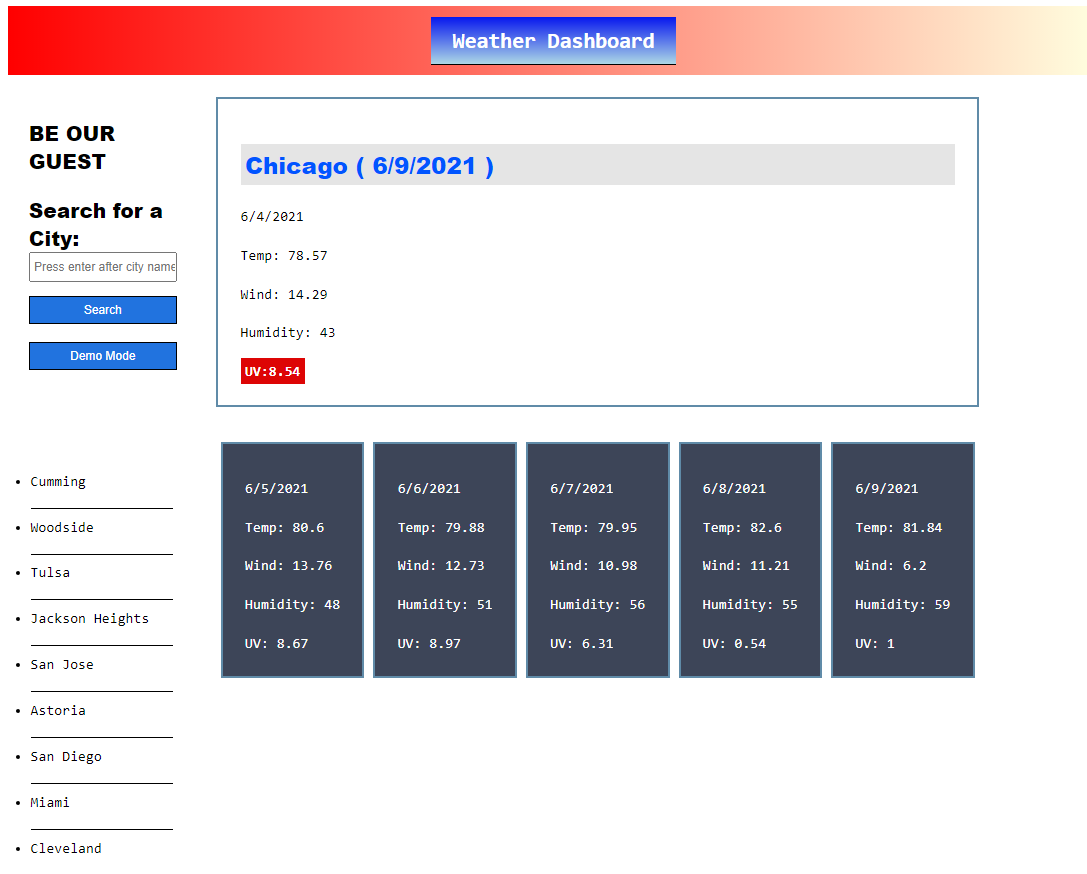 Weather Dashboard
BE OUR
GUEST
Search for a
City:
Press enter after city name
Search
Demo Mode
Cumming
Woodside
Tulsa
Jackson Heights
San Jose
Astoria
San Diego
Miami
Cleveland
Chicago ( 6/9/2021 )
6/4/2021
Temp: 78.57
Wind: 14.29
Humidity: 43
UV:8.54
6/5/2021
Temp: 80.6
Wind: 13.76
Humidity: 48
UV: 8.67
6/6/2021
Temp: 79.88
Wind: 12.73
Humidity: 51
UV: 8.97
6/7/2021
Temp: 79.95
Wind: 10.98
Humidity: 56
UV: 6.31
6/8/2021
Temp: 82.6
Wind: 11.21
Humidity: 55
UV: 0.54
6/9/2021
Temp: 81.84
Wind: 6.2
Humidity: 59
UV: 1